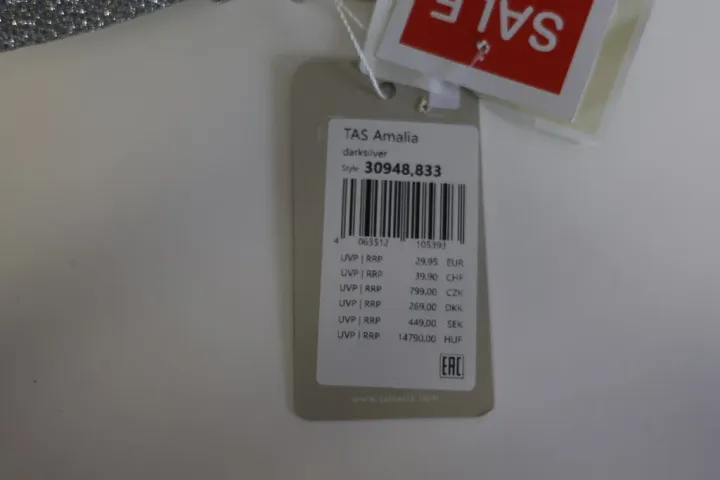 SALE
TAS Amalia
darksilver
Style: 30948,833
4 063512 105393
UVP | RRP 29,95 EUR
UVP | RRP 39,90 CHF
UVP | RRP 799,00 CZK
UVP | RRP 269,00 DKK
UVP | RRP 449,00 SEK
UVP | RRP 14790,00 HUF
EAC